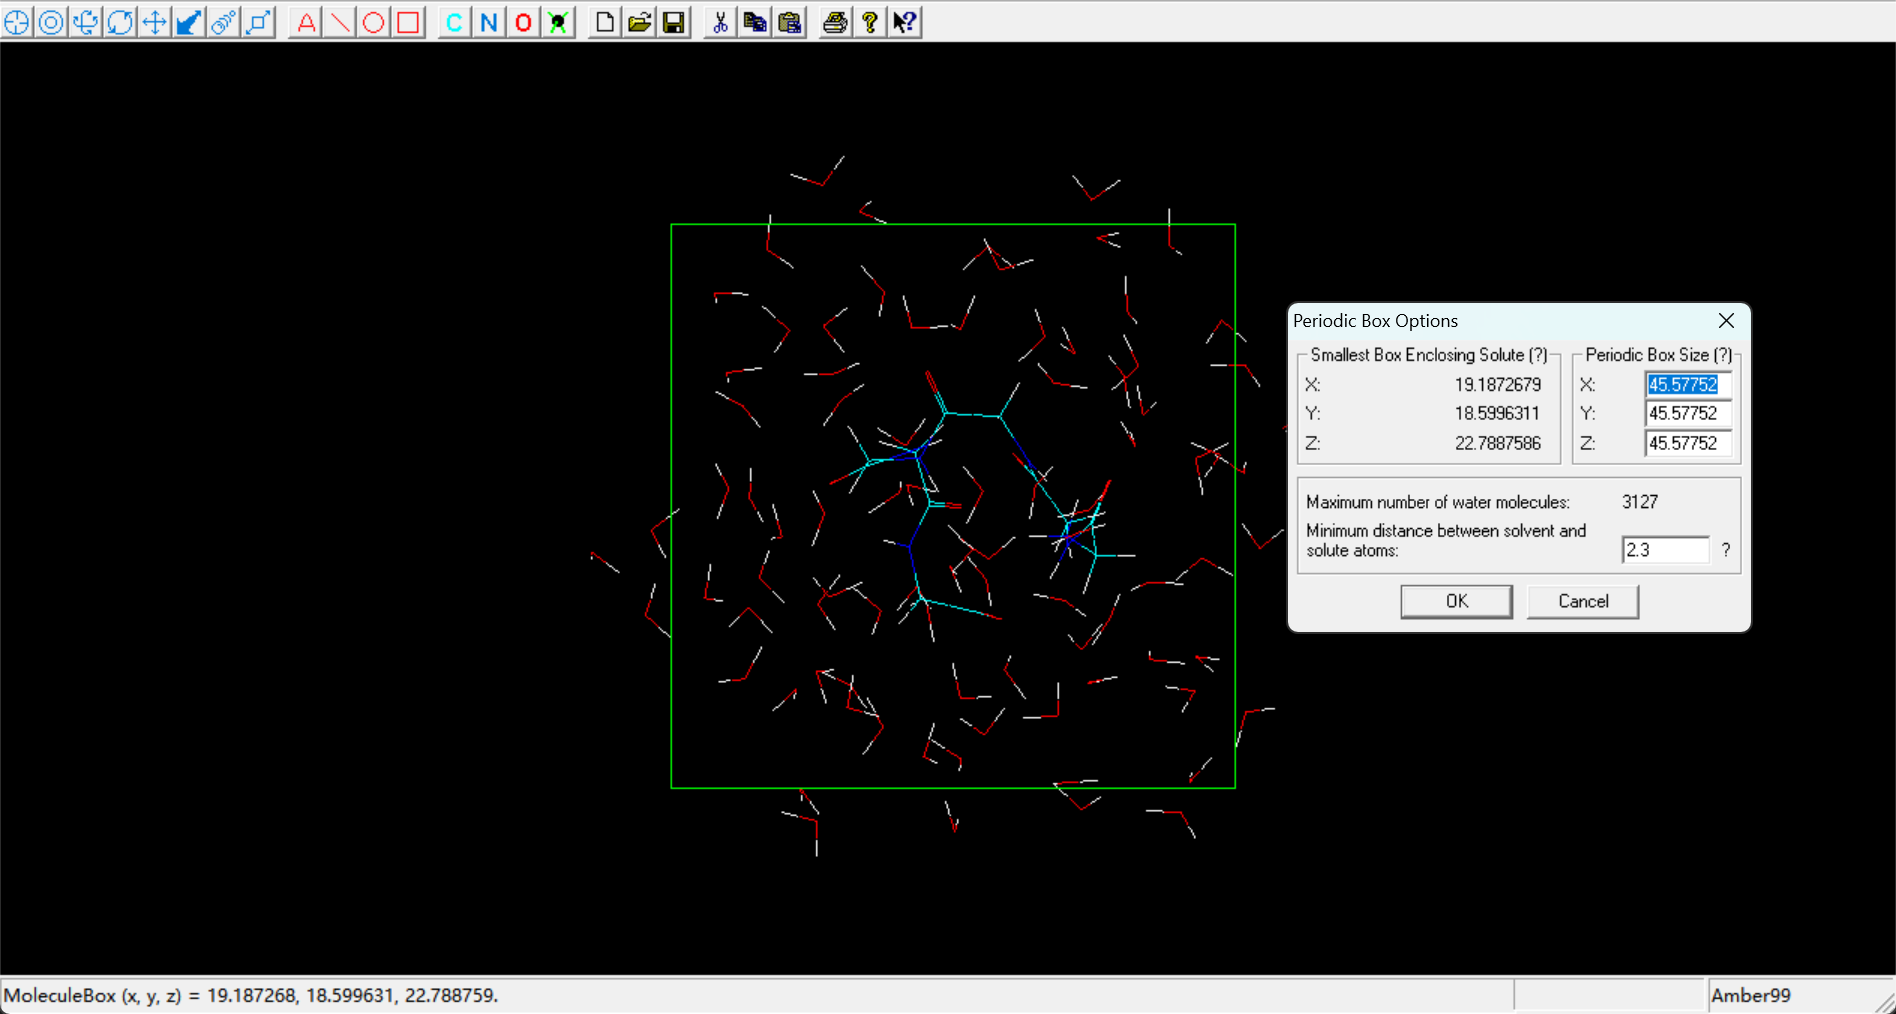 A C N O ? ?
Periodic Box Options
Smallest Box Enclosing Solute (?) Periodic Box Size (?)
X: 19.1872679 X: 45.57752
Y: 18.5996311 Y: 45.57752
Z: 22.7887586 Z: 45.57752
Maximum number of water molecules: 3127
Minimum distance between solvent and
solute atoms: 2.3 ?
OK Cancel
MoleculeBox (x, y, z) = 19.187268, 18.599631, 22.788759. Amber99